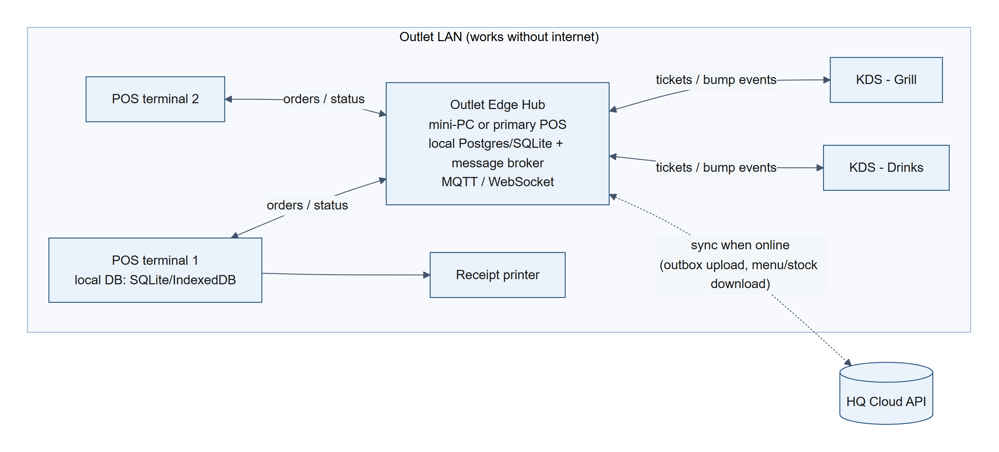 Outlet LAN (works without internet)
POS terminal 2
orders / status
Outlet Edge Hub
mini-PC or primary POS
local Postgres/SQLite +
message broker
MQTT / WebSocket
tickets / bump events
KDS - Grill
tickets / bump events
KDS - Drinks
orders / status
POS terminal 1
local DB: SQLite/IndexedDB
Receipt printer
sync when online
(outbox upload, menu/stock
download)
HQ Cloud API